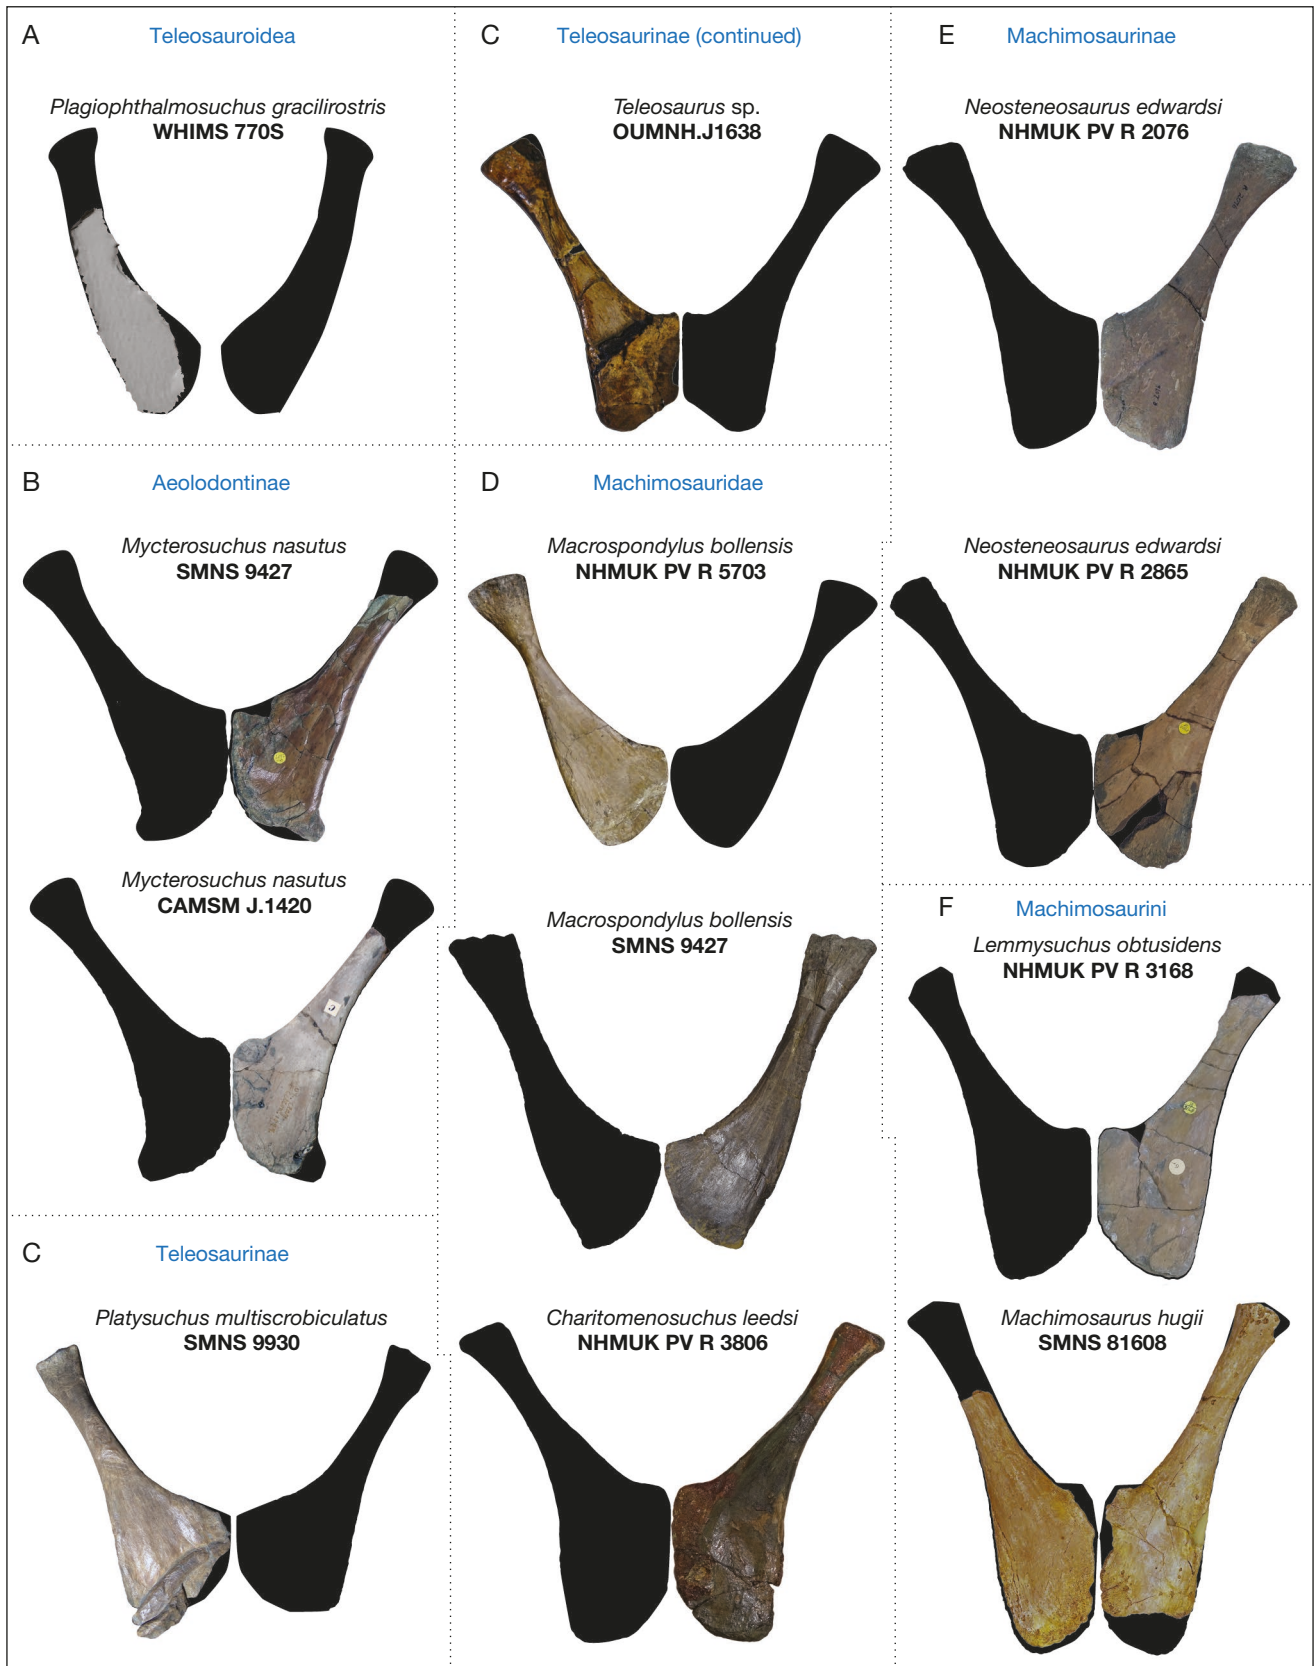 A Teleosauroidea
Plagiophthalmosuchus gracilirostris
WHIMS 770S
B Aeolodontinae
Mycterosuchus nasutus
SMNS 9427
Mycterosuchus nasutus
CAMSM J.1420
C Teleosaurinae
Platysuchus multiscrobiculatus
SMNS 9930
C Teleosaurinae (continued)
Teleosaurus sp.
OUMNH.J1638
D Machimosauridae
Macrospondylus bollensis
NHMUK PV R 5703
Macrospondylus bollensis
SMNS 9427
Charitomenosuchus leedsi
NHMUK PV R 3806
E Machimosaurinae
Neosteneosaurus edwardsi
NHMUK PV R 2076
Neosteneosaurus edwardsi
NHMUK PV R 2865
F Machimosaurini
Lemmysuchus obtusidens
NHMUK PV R 3168
Machimosaurus hugii
SMNS 81608